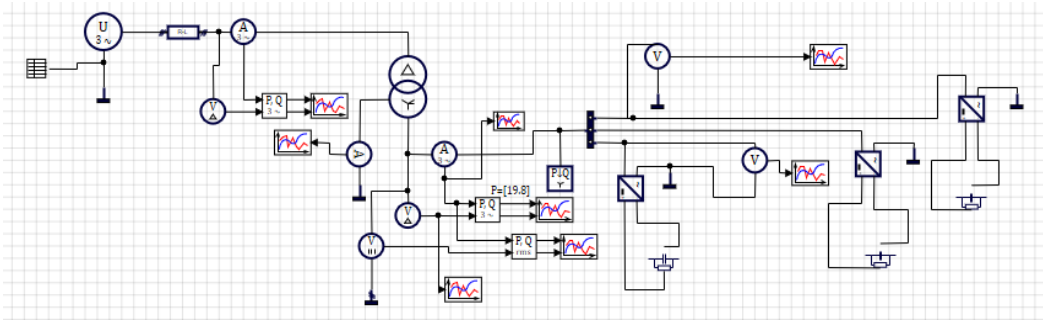 U
3 ~
A
3 ~
V
P, Q
3 ~
A
A
3 ~
P↓Q
V
P=[19.8]
P, Q
3 ~
V
V
P, Q
rms
V
V
~
~
~